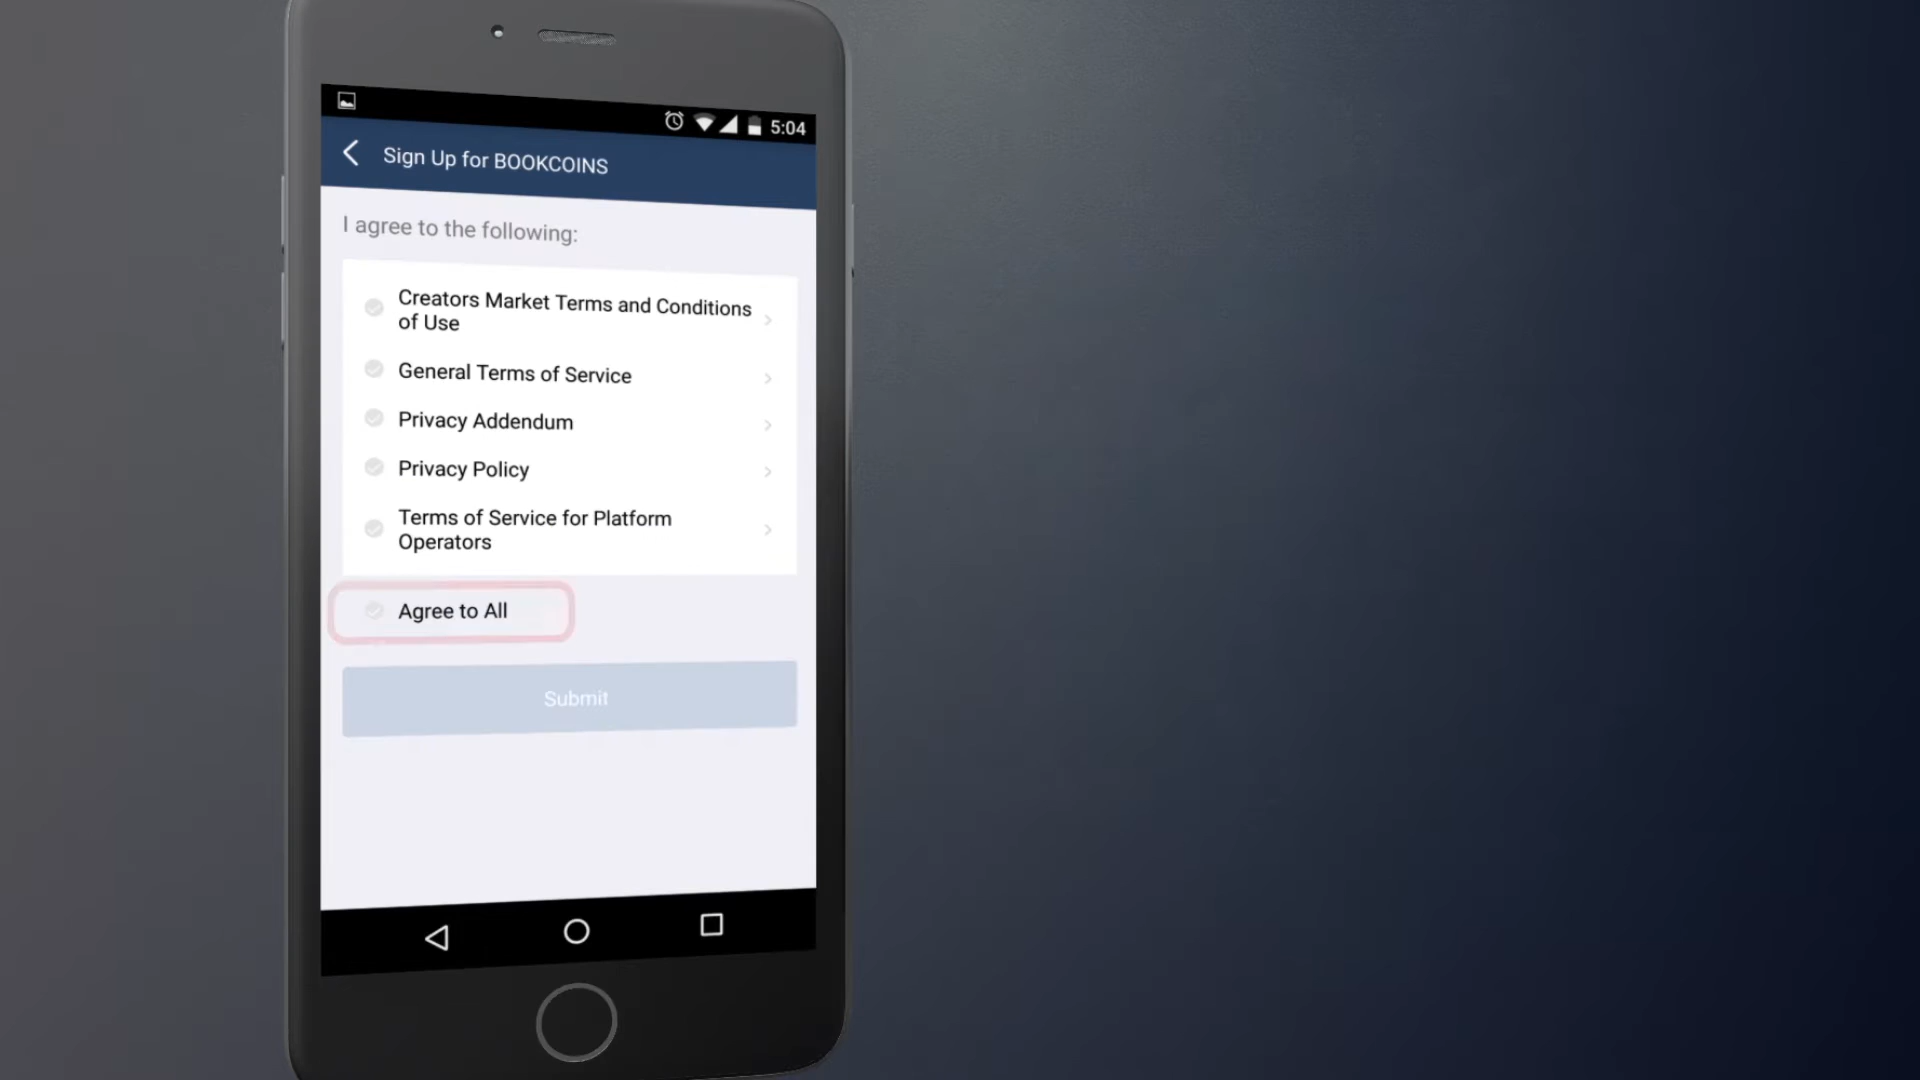 5:04
Sign Up for BOOKCOINS
I agree to the following:
Creators Market Terms and Conditions
of Use
General Terms of Service
Privacy Addendum
Privacy Policy
Terms of Service for Platform
Operators
Agree to All
Submit